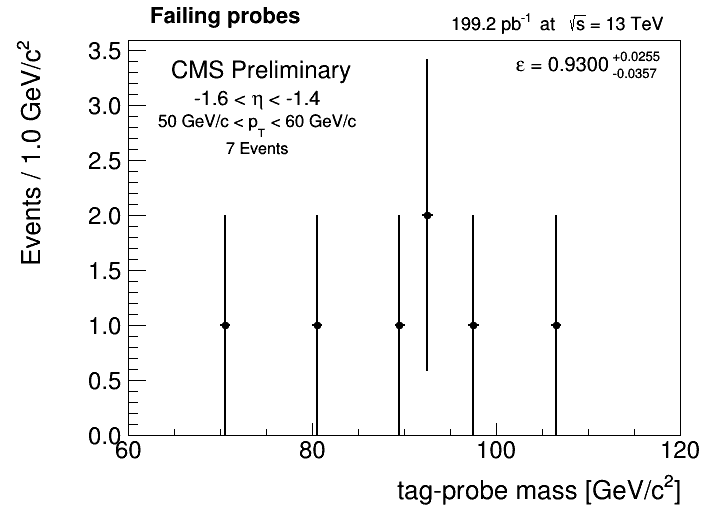 Failing probes
199.2 pb-1 at √s = 13 TeV
CMS Preliminary
-1.6 < η < -1.4
50 GeV/c < pT < 60 GeV/c
7 Events
ε = 0.9300 +0.0255 -0.0357
Events / 1.0 GeV/c2
3.5
3.0
2.5
2.0
1.5
1.0
0.5
0.0
60 80 100 120
tag-probe mass [GeV/c2]